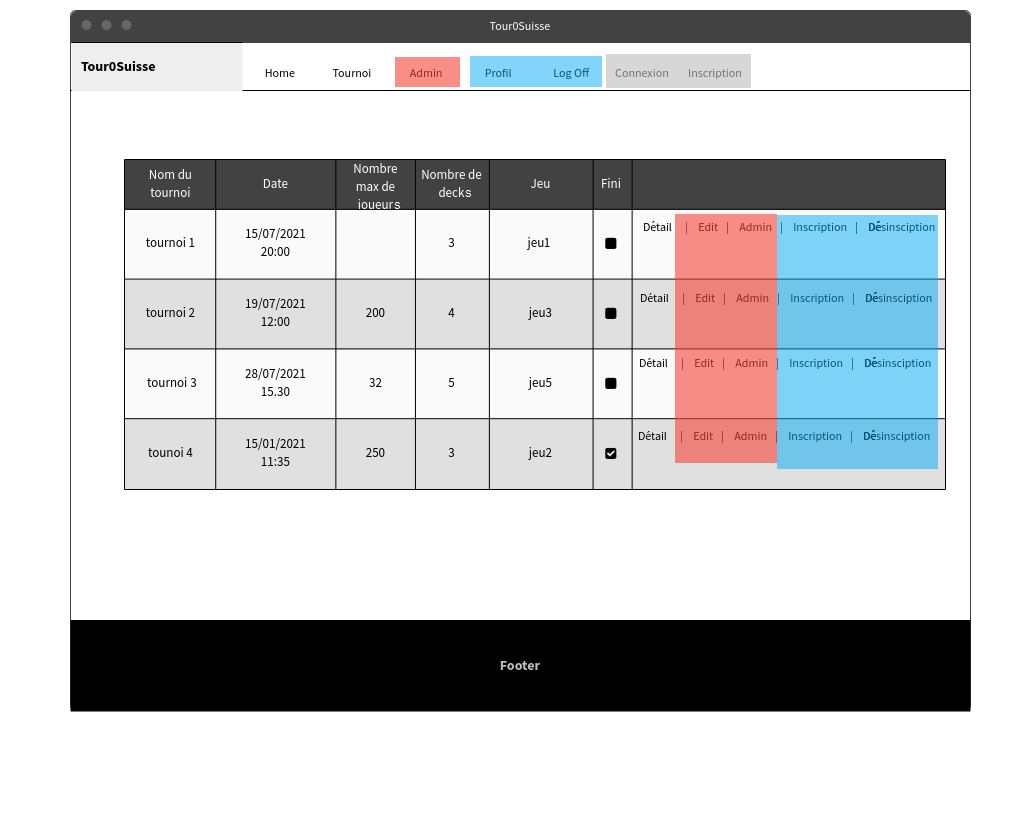 Tour0Suisse
Tour0Suisse
Home Tournoi Admin Profil Log Off Connexion Inscription
Nom du
tournoi
Date
Nombre
max de
joueurs
Nombre de
decks
Jeu
Fini
tournoi 1
15/07/2021
20:00
3
jeu1
Détail | Edit | Admin | Inscription | Désinsciption
tournoi 2
19/07/2021
12:00
200
4
jeu3
Détail | Edit | Admin | Inscription | Désinsciption
tournoi 3
28/07/2021
15.30
32
5
jeu5
Détail | Edit | Admin | Inscription | Désinsciption
tounoi 4
15/01/2021
11:35
250
3
jeu2
Détail | Edit | Admin | Inscription | Désinsciption
Footer